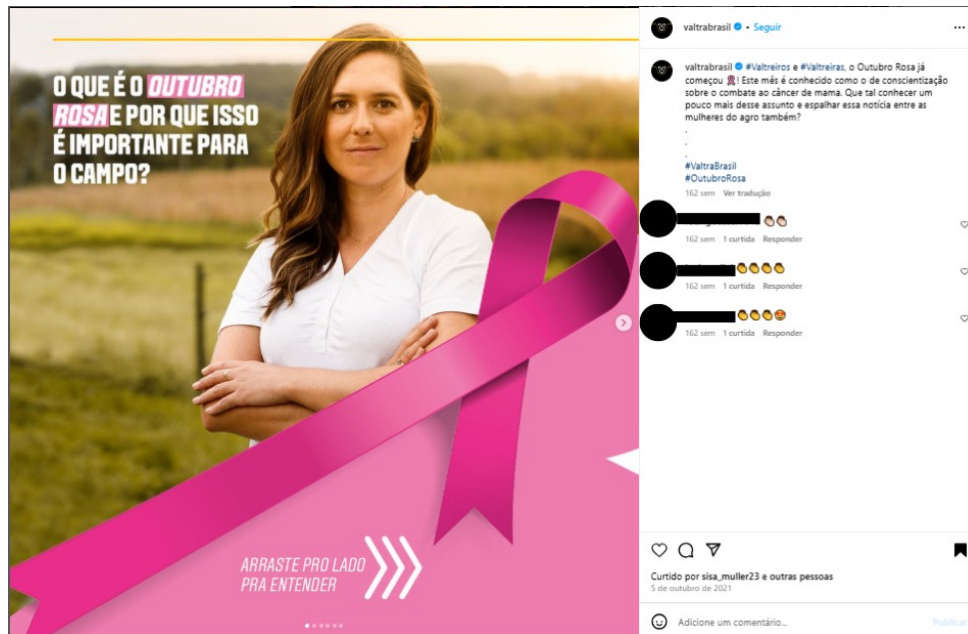 O QUE É O OUTUBRO
ROSA E POR QUE ISSO
É IMPORTANTE PARA
O CAMPO?
ARRASTE PRO LADO
PRA ENTENDER
valtrabrasil • Seguir
valtrabrasil #Valtreiros e #Valtreiras, o Outubro Rosa já
começou 🎗️! Este mês é conhecido como o de conscientização
sobre o combate ao câncer de mama. Que tal conhecer um
pouco mais desse assunto e espalhar essa notícia entre as
mulheres do agro também?
.
.
.
#ValtraBrasil
#OutubroRosa
162 sem Ver tradução
👏🏻👏🏻
162 sem 1 curtida Responder
👏👏👏👏
162 sem 1 curtida Responder
👏👏👏😍
162 sem 1 curtida Responder
Curtido por sisa_muller23 e outras pessoas
5 de outubro de 2021
Adicione um comentário...
Publicar